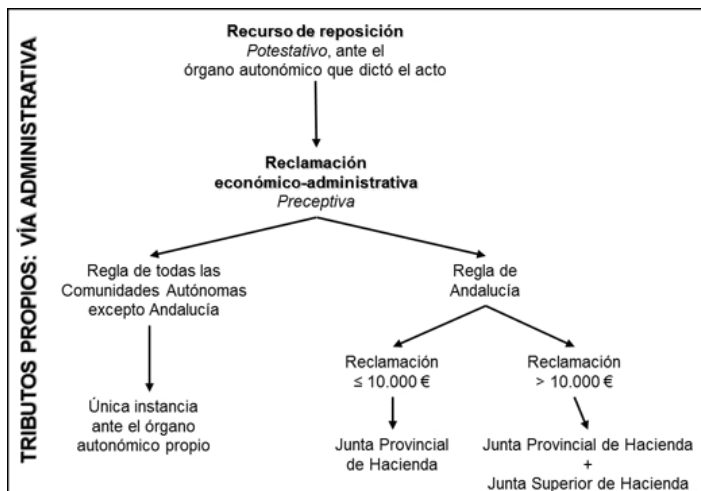 TRIBUTOS PROPIOS: VÍA ADMINISTRATIVA
Recurso de reposición
Potestativo, ante el
órgano autonómico que dictó el acto
Reclamación
económico-administrativa
Preceptiva
Regla de todas las
Comunidades Autónomas
excepto Andalucía
Regla de
Andalucía
Única instancia
ante el órgano
autonómico propio
Reclamación
≤ 10.000 €
Reclamación
> 10.000 €
Junta Provincial
de Hacienda
Junta Provincial de Hacienda
+
Junta Superior de Hacienda